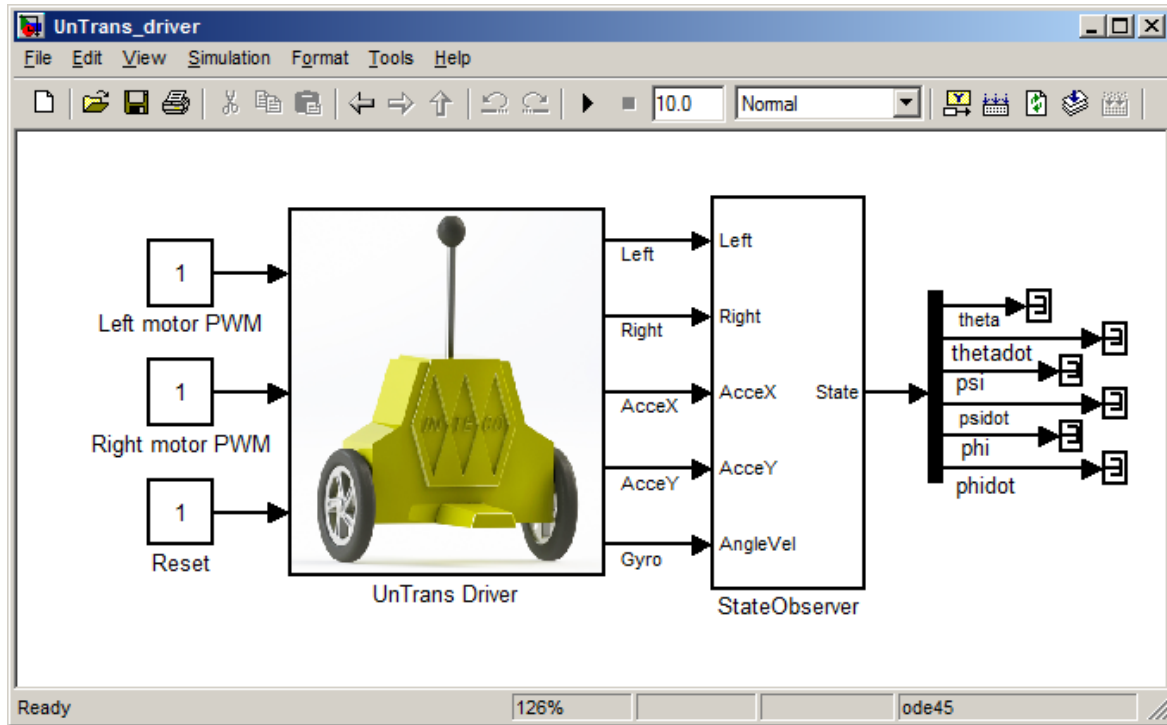 UnTrans_driver
File Edit View Simulation Format Tools Help
10.0 Normal
1
Left motor PWM
1
Right motor PWM
1
Reset
UnTrans Driver
Left
Right
AcceX
AcceY
Gyro
Left
Right
AcceX State
AcceY
AngleVel
StateObserver
theta
thetadot
psi
psidot
phi
phidot
Ready 126% ode45